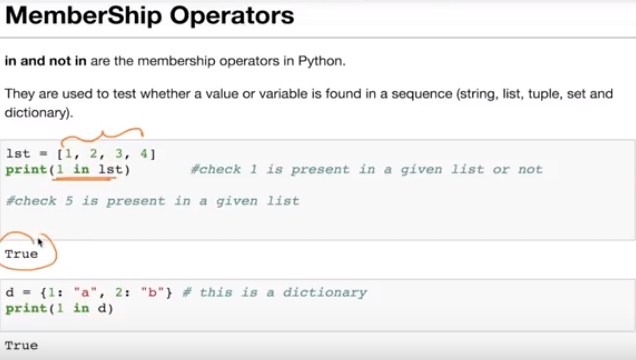 MemberShip Operators
in and not in are the membership operators in Python.
They are used to test whether a value or variable is found in a sequence (string, list, tuple, set and
dictionary).
lst = [1, 2, 3, 4]
print(1 in lst) #check 1 is present in a given list or not
#check 5 is present in a given list
True
d = {1: "a", 2: "b"} # this is a dictionary
print(1 in d)
True